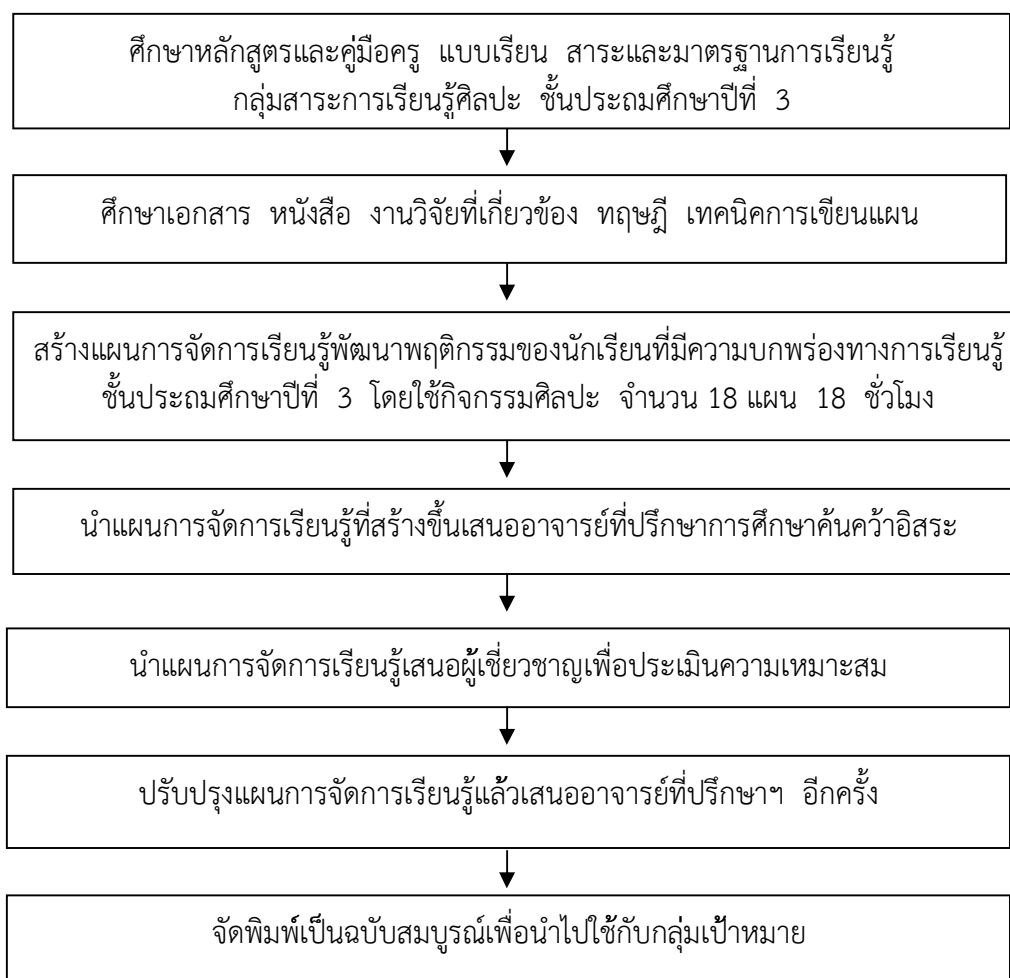 ศึกษาหลักสูตรและคู่มือครู แบบเรียน สาระและมาตรฐานการเรียนรู้
กลุ่มสาระการเรียนรู้ศิลปะ ชั้นประถมศึกษาปีที่ 3
ศึกษาเอกสาร หนังสือ งานวิจัยที่เกี่ยวข้อง ทฤษฎี เทคนิคการเขียนแผน
สร้างแผนการจัดการเรียนรู้พัฒนาพฤติกรรมของนักเรียนที่มีความบกพร่องทางการเรียนรู้
ชั้นประถมศึกษาปีที่ 3 โดยใช้กิจกรรมศิลปะ จำนวน 18 แผน 18 ชั่วโมง
นำแผนการจัดการเรียนรู้ที่สร้างขึ้นเสนออาจารย์ที่ปรึกษาการศึกษาค้นคว้าอิสระ
นำแผนการจัดการเรียนรู้เสนอผู้เชี่ยวชาญเพื่อประเมินความเหมาะสม
ปรับปรุงแผนการจัดการเรียนรู้แล้วเสนออาจารย์ที่ปรึกษาฯ อีกครั้ง
จัดพิมพ์เป็นฉบับสมบูรณ์เพื่อนำไปใช้กับกลุ่มเป้าหมาย